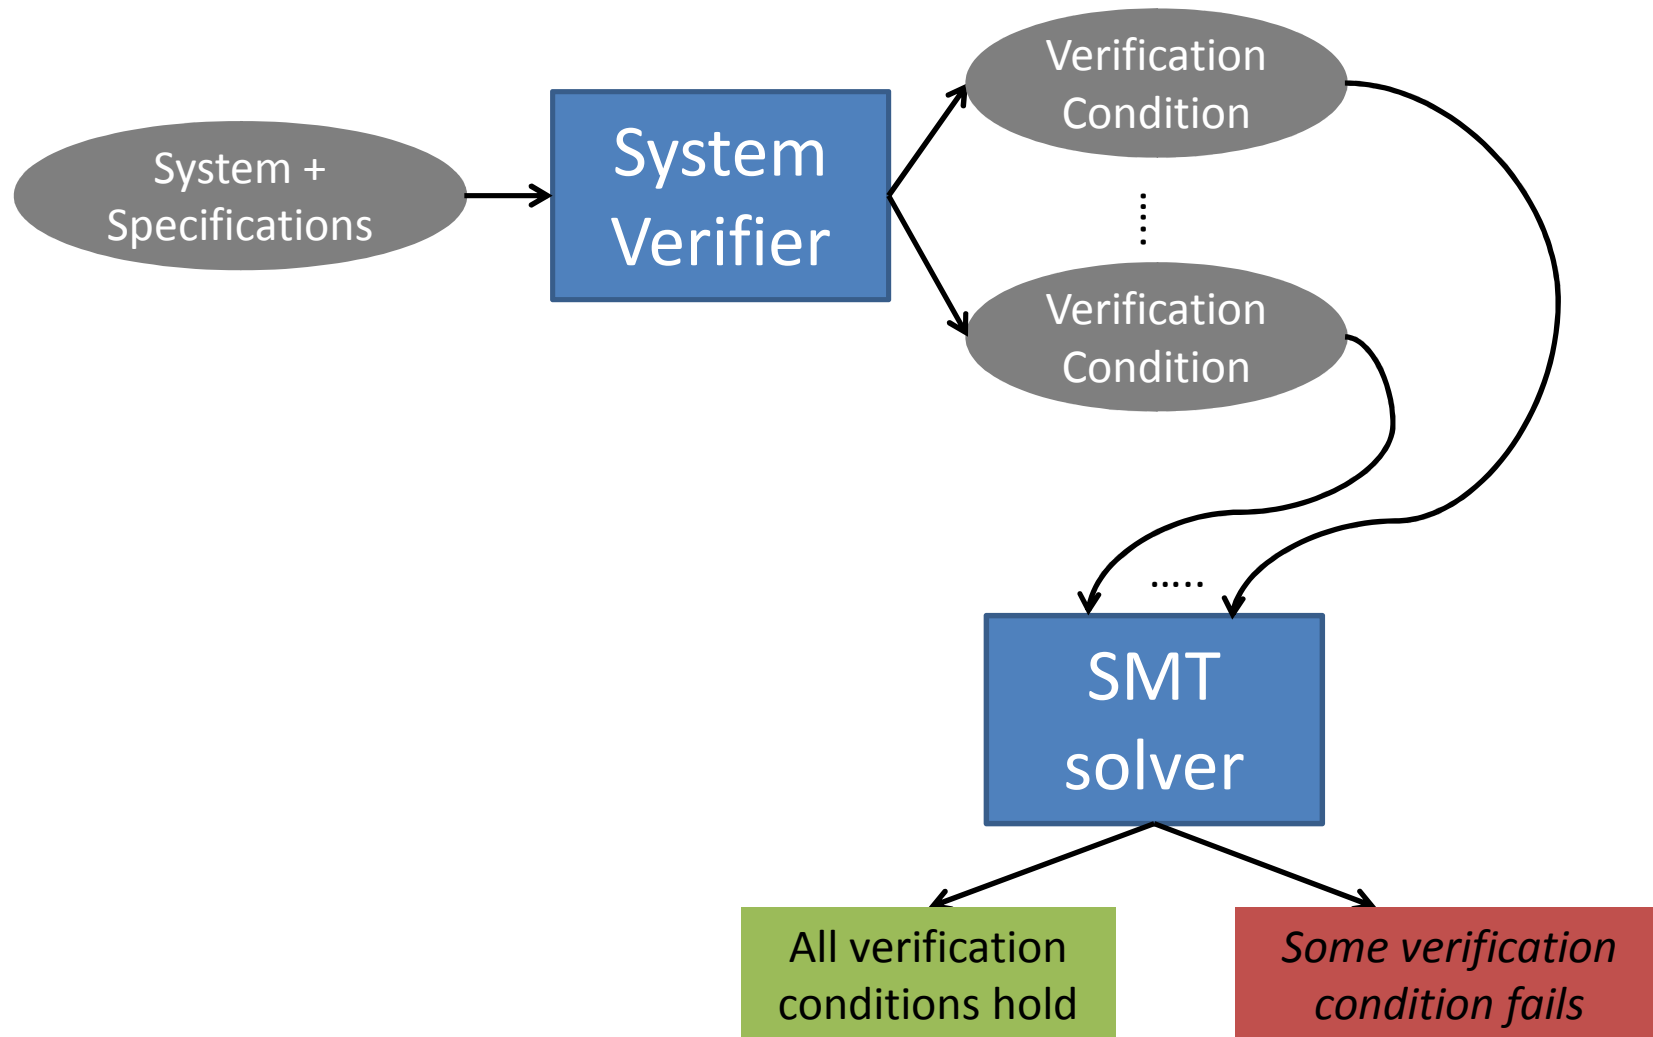 System +
Specifications
System
Verifier
Verification
Condition
......
Verification
Condition
.....
SMT
solver
All verification
conditions hold
Some verification
condition fails